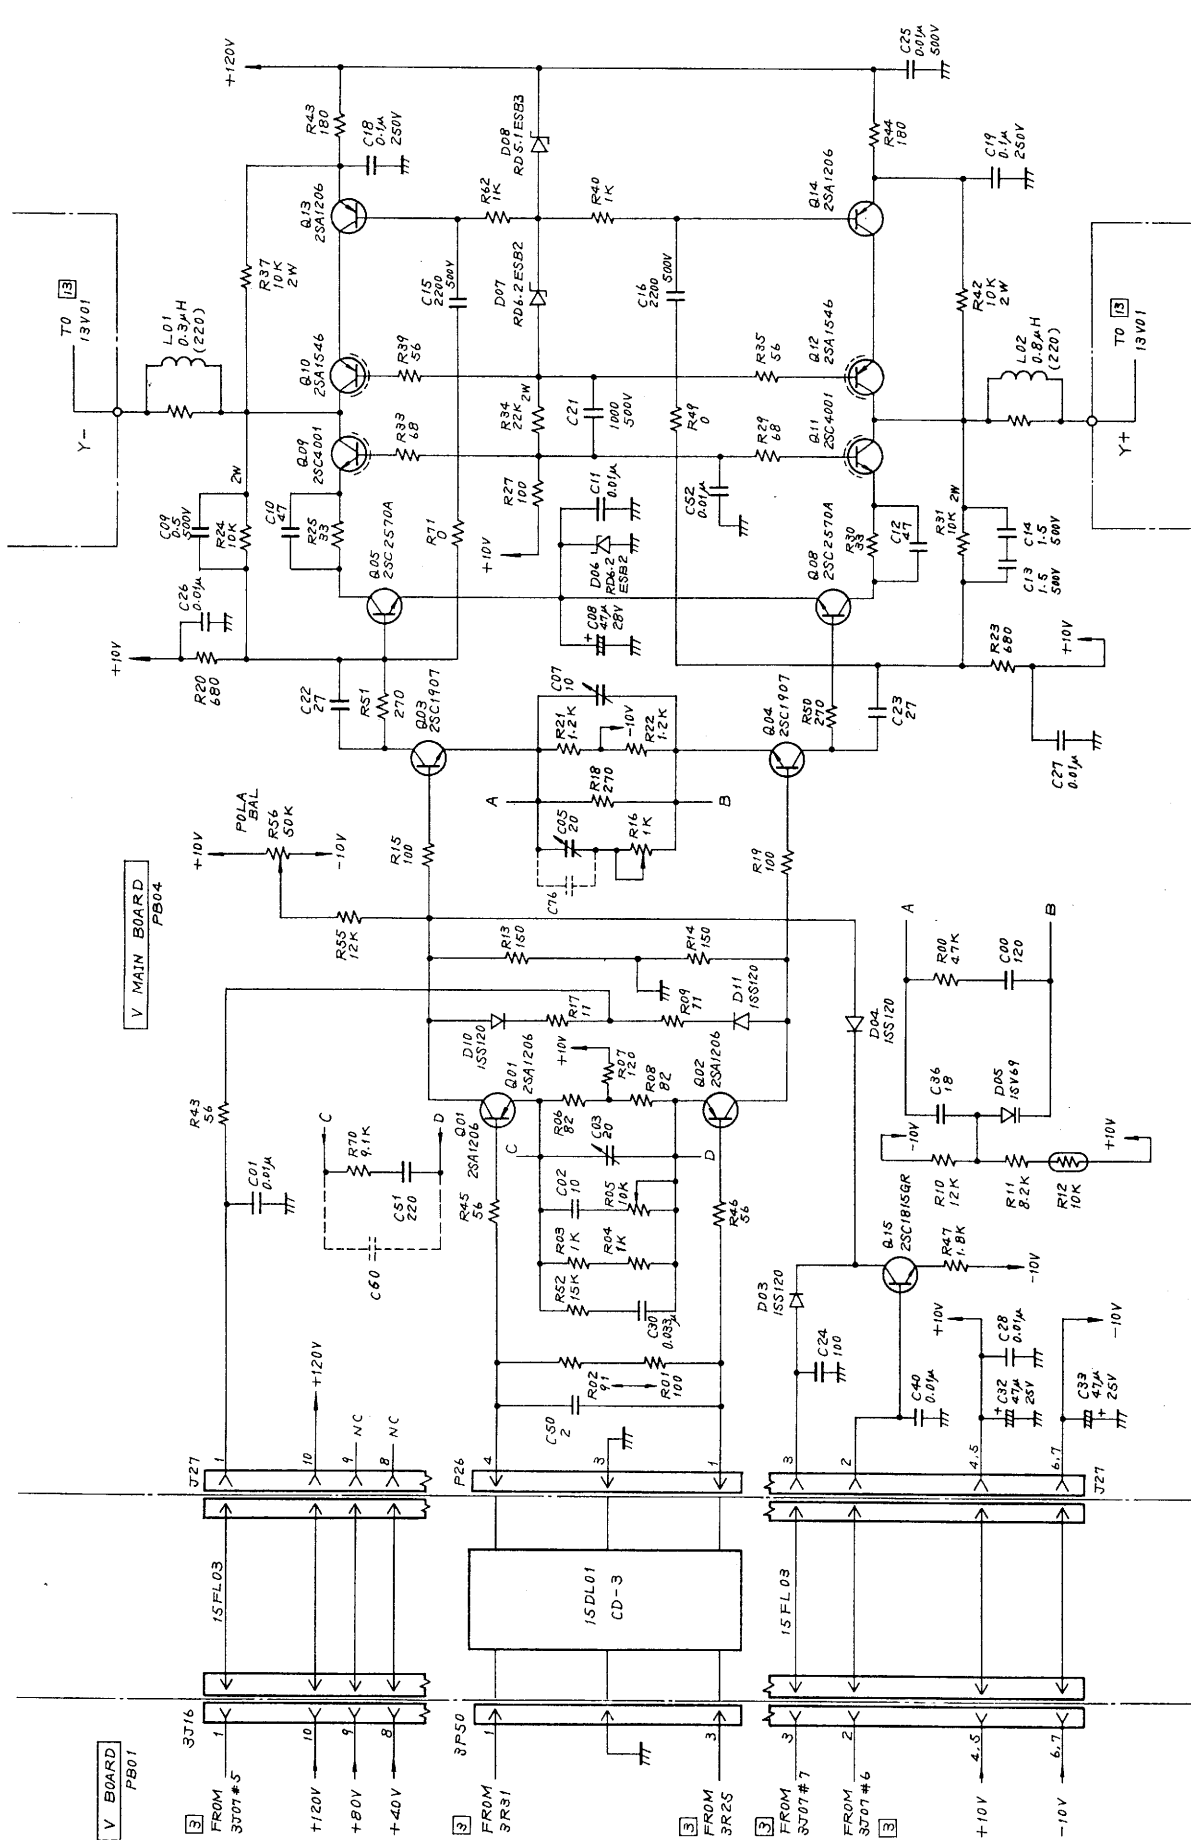 V BOARD
PB01
V MAIN BOARD
PB04
3
FROM
3J07#5
+120V
+80V
+40V
3J16
1
10
9
8
15FL03
J27
1
10
9
8
+120V
NC
NC
3
FROM
3R31
3
FROM
3R25
3P50
1
3
15DL01
CD-3
P26
4
3
1
3
FROM
3J07#7
FROM
3J07#6
3
+10V
-10V
3
2
4,5
6,7
15FL03
3
2
4,5
6,7
J27
C01
0.01μ
R43
56
C60
C
R70
9.1K
C51
220
D
C50
2
R02
91
R01
100
R45
56
R46
56
R52
15K
C30
0.033μ
R03
1K
R04
1K
C02
10
R05
10K
C03
20
C
D
R06
82
R08
82
R07
120
+10V
Q01
2SA1206
Q01
2SA1206
Q02
2SA1206
D10
1SS120
R17
11
R09
11
D11
1SS120
R13
150
R14
150
R55
12K
POLA
BAL
R56
50K
+10V
-10V
R15
100
R19
100
C76
C05
20
R16
1K
R18
270
A
B
R21
1.2K
R22
1.2K
-10V
C07
10
Q03
2SC1907
Q04
2SC1907
C22
27
R51
270
R50
270
C23
27
+10V
R20
680
C26
0.01μ
R23
680
+10V
C27
0.01μ
Q05
2SC2570A
Q08
2SC2570A
C08
47μ
28V
D06
RD6.2
ESB2
C11
0.01μ
C52
0.01μ
C09
0.5
500V
R24
10K
2W
C10
47
R25
33
R30
33
C12
47
R31
10K
2W
C13
1.5
500V
C14
1.5
500V
R71
0
R49
0
+10V
R27
100
R34
22K
2W
C21
1000
500V
Q09
2SC4001
R33
68
R29
68
Q11
2SC4001
Q10
2SA1546
R39
56
R35
56
Q12
2SA1546
D07
RD6.2ESB2
D08
RD5.1ESB3
C15
2200
500V
C16
2200
500V
R62
1K
R40
1K
Q13
2SA1206
Q14
2SA1206
R37
10K
2W
R42
10K
2W
R43
180
R44
180
C18
0.1μ
250V
C19
0.1μ
250V
C25
0.01μ
500V
+120V
L01
0.3μH
(220)
TO 13
13V01
Y-
L02
0.8μH
(220)
TO 13
13V01
Y+
D03
1SS120
D04
1SS120
C24
100
C40
0.01μ
Q15
2SC1815GR
R47
1.8K
-10V
+10V
C32
47μ
25V
C28
0.01μ
C33
47μ
25V
-10V
A
B
R00
47K
C00
120
C36
18
D05
1SV69
-10V
R10
12K
R11
8.2K
R12
10K
+10V